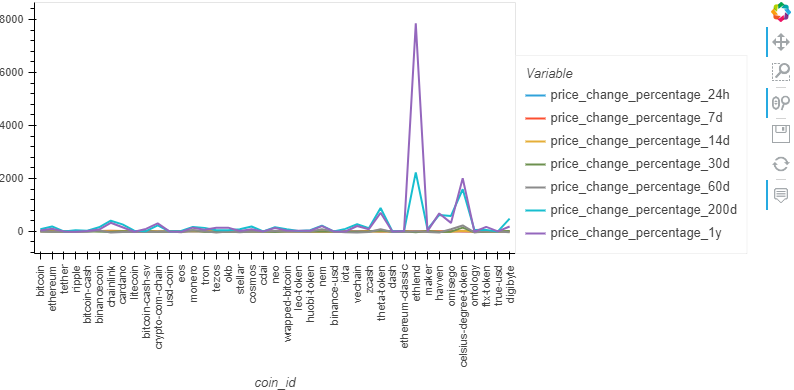 8000
6000
4000
2000
0
bitcoin
ethereum
tether
ripple
bitcoin-cash
binancecoin
chainlink
cardano
litecoin
bitcoin-cash-sv
crypto-com-chain
usd-coin
eos
monero
tron
tezos
okb
stellar
cosmos
cdai
neo
wrapped-bitcoin
leo-token
huobi-token
nem
binance-usd
iota
vechain
zcash
theta-token
dash
ethereum-classic
ethlend
maker
havven
omisego
celsius-degree-token
ontology
ftx-token
true-usd
digibyte
coin_id
Variable
price_change_percentage_24h
price_change_percentage_7d
price_change_percentage_14d
price_change_percentage_30d
price_change_percentage_60d
price_change_percentage_200d
price_change_percentage_1y